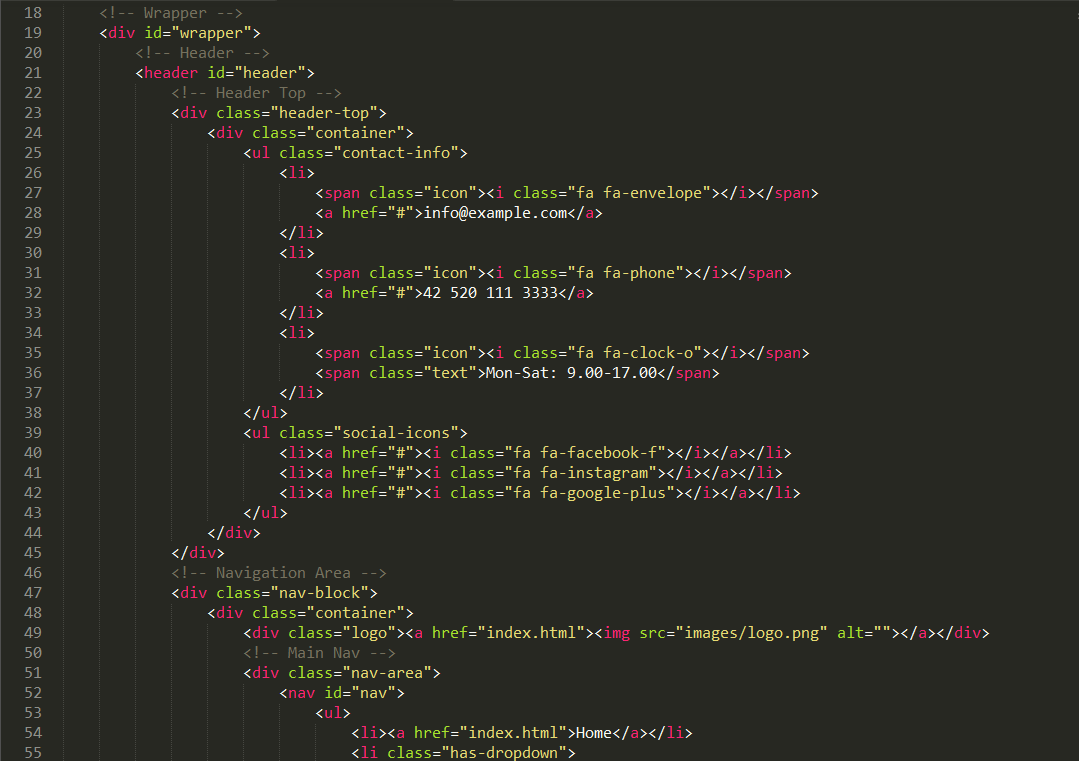 18 <!-- Wrapper -->
19 <div id="wrapper">
20 <!-- Header -->
21 <header id="header">
22 <!-- Header Top -->
23 <div class="header-top">
24 <div class="container">
25 <ul class="contact-info">
26 <li>
27 <span class="icon"><i class="fa fa-envelope"></i></span>
28 <a href="#">info@example.com</a>
29 </li>
30 <li>
31 <span class="icon"><i class="fa fa-phone"></i></span>
32 <a href="#">42 520 111 3333</a>
33 </li>
34 <li>
35 <span class="icon"><i class="fa fa-clock-o"></i></span>
36 <span class="text">Mon-Sat: 9.00-17.00</span>
37 </li>
38 </ul>
39 <ul class="social-icons">
40 <li><a href="#"><i class="fa fa-facebook-f"></i></a></li>
41 <li><a href="#"><i class="fa fa-instagram"></i></a></li>
42 <li><a href="#"><i class="fa fa-google-plus"></i></a></li>
43 </ul>
44 </div>
45 </div>
46 <!-- Navigation Area -->
47 <div class="nav-block">
48 <div class="container">
49 <div class="logo"><a href="index.html"><img src="images/logo.png" alt=""></a></div>
50 <!-- Main Nav -->
51 <div class="nav-area">
52 <nav id="nav">
53 <ul>
54 <li><a href="index.html">Home</a></li>
55 <li class="has-dropdown">